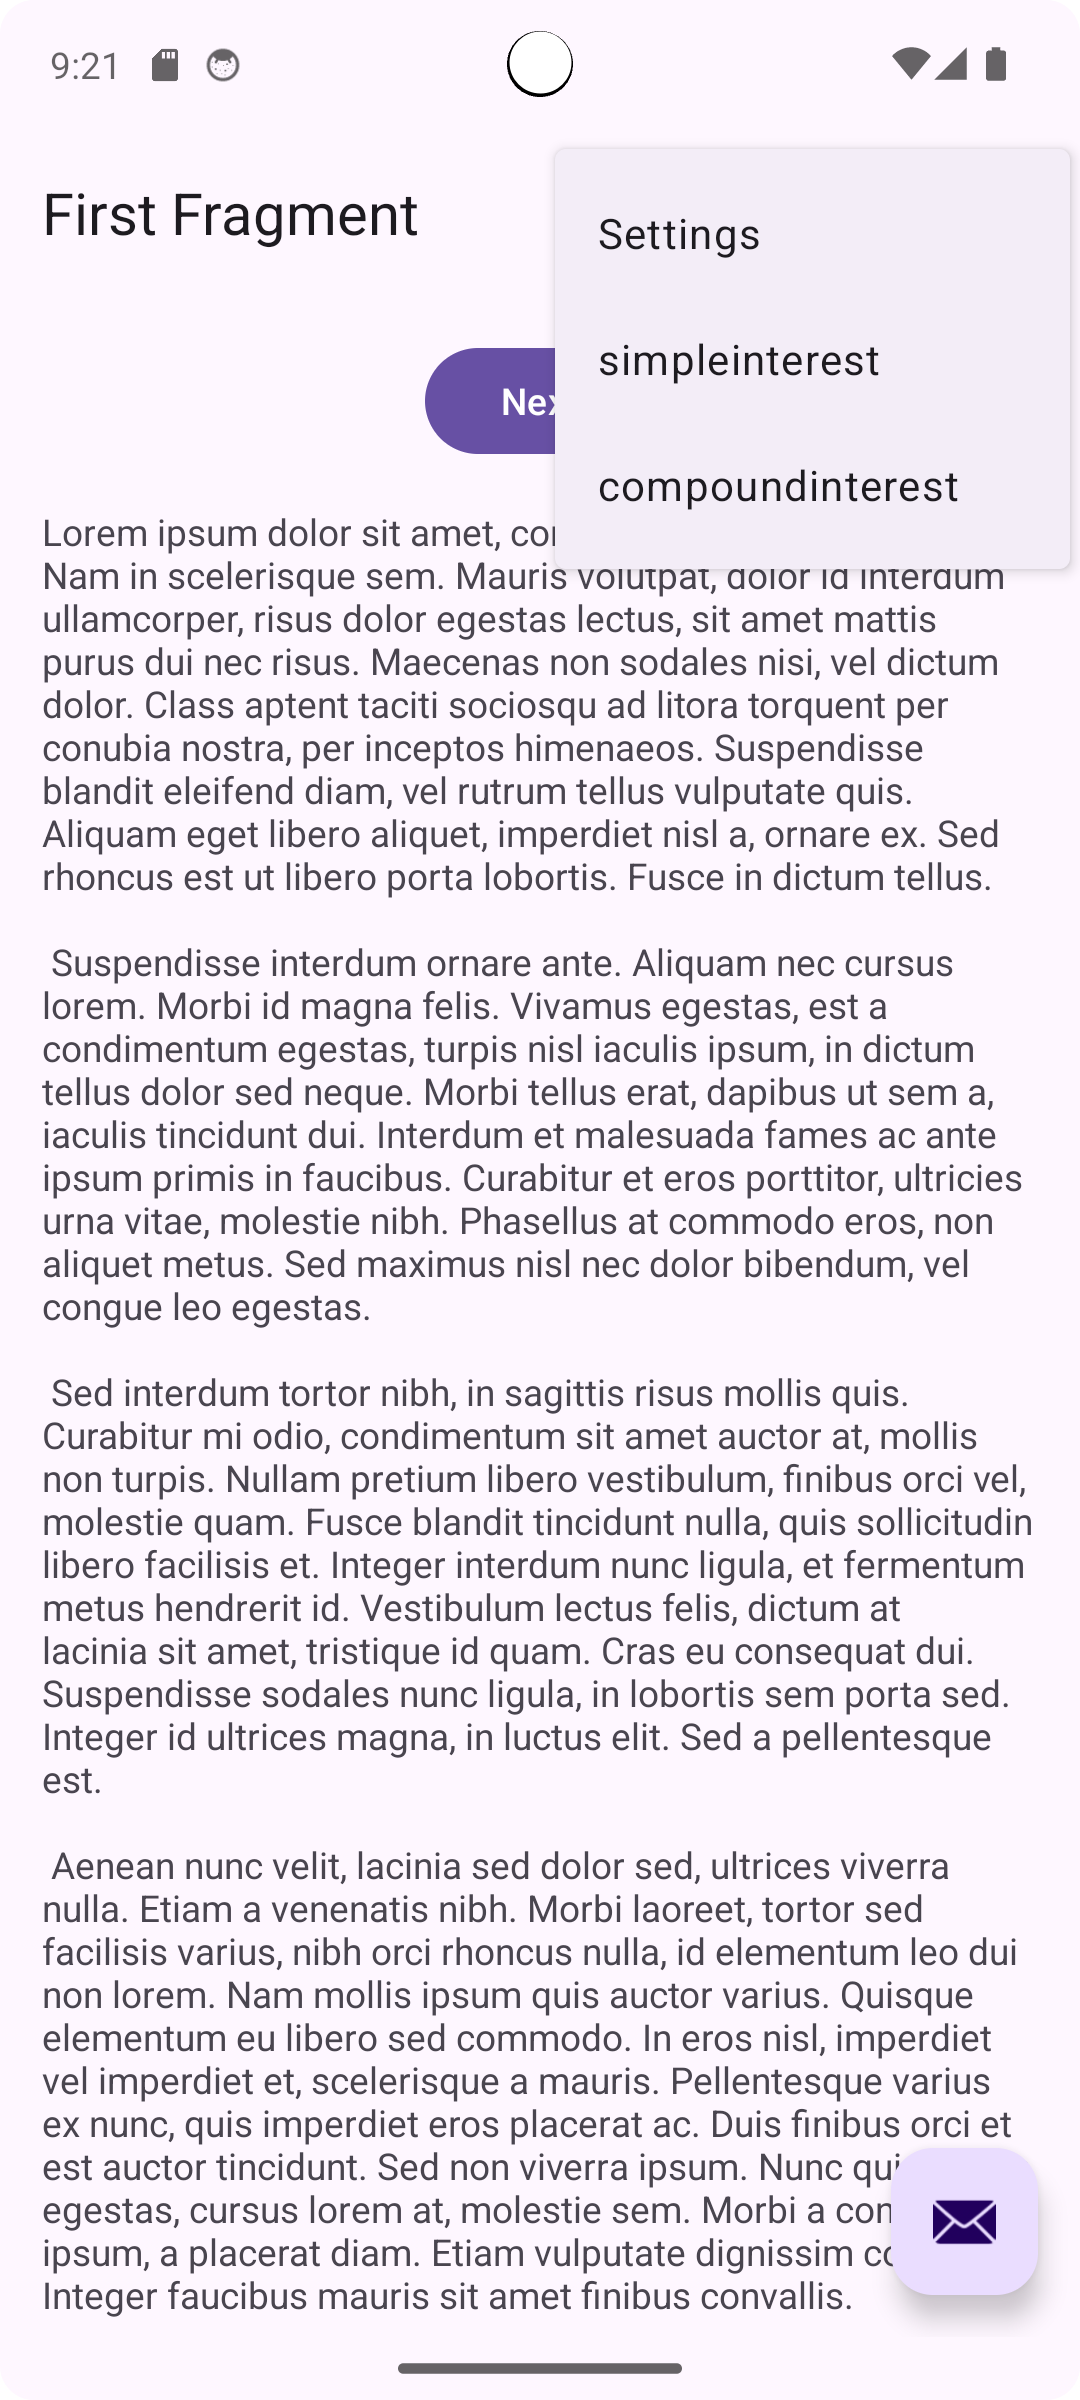 9:21
First Fragment
Settings
simpleinterest
compoundinterest
Lorem ipsum dolor sit amet,
Nam in scelerisque sem. Mauris volutpat, dolor id interdum
ullamcorper, risus dolor egestas lectus, sit amet mattis
purus dui nec risus. Maecenas non sodales nisi, vel dictum
dolor. Class aptent taciti sociosqu ad litora torquent per
conubia nostra, per inceptos himenaeos. Suspendisse
blandit eleifend diam, vel rutrum tellus vulputate quis.
Aliquam eget libero aliquet, imperdiet nisl a, ornare ex. Sed
rhoncus est ut libero porta lobortis. Fusce in dictum tellus.
Suspendisse interdum ornare ante. Aliquam nec cursus
lorem. Morbi id magna felis. Vivamus egestas, est a
condimentum egestas, turpis nisl iaculis ipsum, in dictum
tellus dolor sed neque. Morbi tellus erat, dapibus ut sem a,
iaculis tincidunt dui. Interdum et malesuada fames ac ante
ipsum primis in faucibus. Curabitur et eros porttitor, ultricies
urna vitae, molestie nibh. Phasellus at commodo eros, non
aliquet metus. Sed maximus nisl nec dolor bibendum, vel
congue leo egestas.
Sed interdum tortor nibh, in sagittis risus mollis quis.
Curabitur mi odio, condimentum sit amet auctor at, mollis
non turpis. Nullam pretium libero vestibulum, finibus orci vel,
molestie quam. Fusce blandit tincidunt nulla, quis sollicitudin
libero facilisis et. Integer interdum nunc ligula, et fermentum
metus hendrerit id. Vestibulum lectus felis, dictum at
lacinia sit amet, tristique id quam. Cras eu consequat dui.
Suspendisse sodales nunc ligula, in lobortis sem porta sed.
Integer id ultrices magna, in luctus elit. Sed a pellentesque
est.
Aenean nunc velit, lacinia sed dolor sed, ultrices viverra
nulla. Etiam a venenatis nibh. Morbi laoreet, tortor sed
facilisis varius, nibh orci rhoncus nulla, id elementum leo dui
non lorem. Nam mollis ipsum quis auctor varius. Quisque
elementum eu libero sed commodo. In eros nisl, imperdiet
vel imperdiet et, scelerisque a mauris. Pellentesque varius
ex nunc, quis imperdiet eros placerat ac. Duis finibus orci et
est auctor tincidunt. Sed non viverra ipsum. Nunc
egestas, cursus lorem at, molestie sem. Morbi a
ipsum, a placerat diam. Etiam vulputate dignissim
Integer faucibus mauris sit amet finibus convallis.